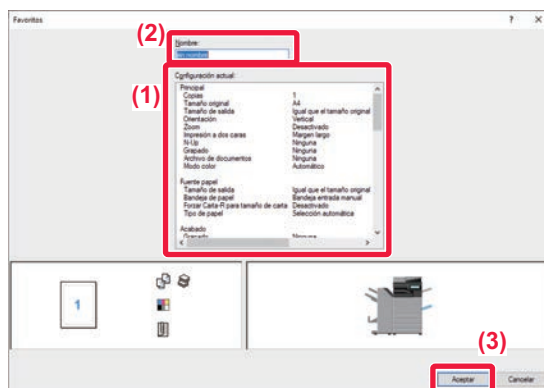 Favoritos ? X
(2)
Nombre:
(1)
Configuración actual:
Principal
Copias 1
Tamaño original A4
Tamaño de salida Igual que el tamaño original
Orientación Vertical
Zoom Desactivado
Impresión a dos caras Margen largo
N-Up Ninguna
Grapado Ninguna
Archivo de documentos Ninguna
Modo color Automático
Fuente papel
Tamaño de salida Igual que el tamaño original
Bandeja de papel Bandeja entrada manual
Forzar Carta-R para tamaño de carta Desactivado
Tipo de papel Selección automática
Acabado
Grapado Ninguna
1
(3)
Aceptar Cancelar